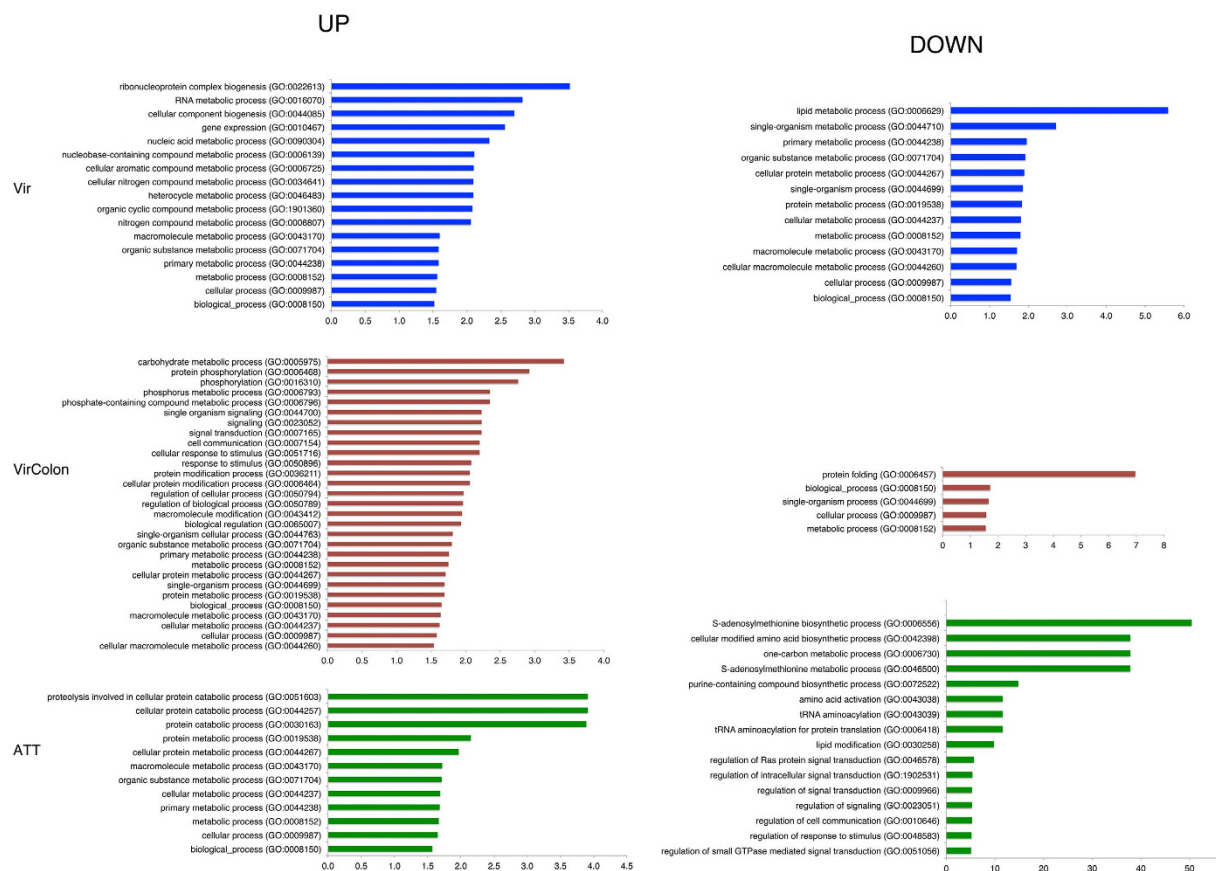 UP
DOWN
Vir
ribonucleoprotein complex biogenesis (GO:0022613)
RNA metabolic process (GO:0016070)
cellular component biogenesis (GO:0044085)
gene expression (GO:0010467)
nucleic acid metabolic process (GO:0090304)
nucleobase-containing compound metabolic process (GO:0006139)
cellular aromatic compound metabolic process (GO:0006725)
cellular nitrogen compound metabolic process (GO:0034641)
heterocycle metabolic process (GO:0046483)
organic cyclic compound metabolic process (GO:1901360)
nitrogen compound metabolic process (GO:0006807)
macromolecule metabolic process (GO:0043170)
organic substance metabolic process (GO:0071704)
primary metabolic process (GO:0044238)
metabolic process (GO:0008152)
cellular process (GO:0009987)
biological_process (GO:0008150)
0.0 0.5 1.0 1.5 2.0 2.5 3.0 3.5 4.0
lipid metabolic process (GO:0006629)
single-organism metabolic process (GO:0044710)
primary metabolic process (GO:0044238)
organic substance metabolic process (GO:0071704)
cellular protein metabolic process (GO:0044267)
single-organism process (GO:0044699)
protein metabolic process (GO:0019538)
cellular metabolic process (GO:0044237)
metabolic process (GO:0008152)
macromolecule metabolic process (GO:0043170)
cellular macromolecule metabolic process (GO:0044260)
cellular process (GO:0009987)
biological_process (GO:0008150)
0.0 1.0 2.0 3.0 4.0 5.0 6.0
VirColon
carbohydrate metabolic process (GO:0005975)
protein phosphorylation (GO:0006468)
phosphorylation (GO:0016310)
phosphorus metabolic process (GO:0006793)
phosphate-containing compound metabolic process (GO:0006796)
single organism signaling (GO:0044700)
signaling (GO:0023052)
signal transduction (GO:0007165)
cell communication (GO:0007154)
cellular response to stimulus (GO:0051716)
response to stimulus (GO:0050896)
protein modification process (GO:0036211)
cellular protein modification process (GO:0006464)
regulation of cellular process (GO:0050794)
regulation of biological process (GO:0050789)
macromolecule modification (GO:0043412)
biological regulation (GO:0065007)
single-organism cellular process (GO:0044763)
organic substance metabolic process (GO:0071704)
primary metabolic process (GO:0044238)
metabolic process (GO:0008152)
cellular protein metabolic process (GO:0044267)
single-organism process (GO:0044699)
protein metabolic process (GO:0019538)
biological_process (GO:0008150)
macromolecule metabolic process (GO:0043170)
cellular metabolic process (GO:0044237)
cellular process (GO:0009987)
cellular macromolecule metabolic process (GO:0044260)
0.0 0.5 1.0 1.5 2.0 2.5 3.0 3.5 4.0
protein folding (GO:0006457)
biological_process (GO:0008150)
single-organism process (GO:0044699)
cellular process (GO:0009987)
metabolic process (GO:0008152)
0 1 2 3 4 5 6 7 8
ATT
proteolysis involved in cellular protein catabolic process (GO:0051603)
cellular protein catabolic process (GO:0044257)
protein catabolic process (GO:0030163)
protein metabolic process (GO:0019538)
cellular protein metabolic process (GO:0044267)
macromolecule metabolic process (GO:0043170)
organic substance metabolic process (GO:0071704)
cellular metabolic process (GO:0044237)
primary metabolic process (GO:0044238)
metabolic process (GO:0008152)
cellular process (GO:0009987)
biological_process (GO:0008150)
0.0 0.5 1.0 1.5 2.0 2.5 3.0 3.5 4.0 4.5
S-adenosylmethionine biosynthetic process (GO:0006556)
cellular modified amino acid biosynthetic process (GO:0042398)
one-carbon metabolic process (GO:0006730)
S-adenosylmethionine metabolic process (GO:0046500)
purine-containing compound biosynthetic process (GO:0072522)
amino acid activation (GO:0043038)
tRNA aminoacylation (GO:0043039)
tRNA aminoacylation for protein translation (GO:0006418)
lipid modification (GO:0030258)
regulation of Ras protein signal transduction (GO:0046578)
regulation of intracellular signal transduction (GO:1902531)
regulation of signal transduction (GO:0009966)
regulation of signaling (GO:0023051)
regulation of cell communication (GO:0010646)
regulation of response to stimulus (GO:0048583)
regulation of small GTPase mediated signal transduction (GO:0051056)
0 10 20 30 40 50